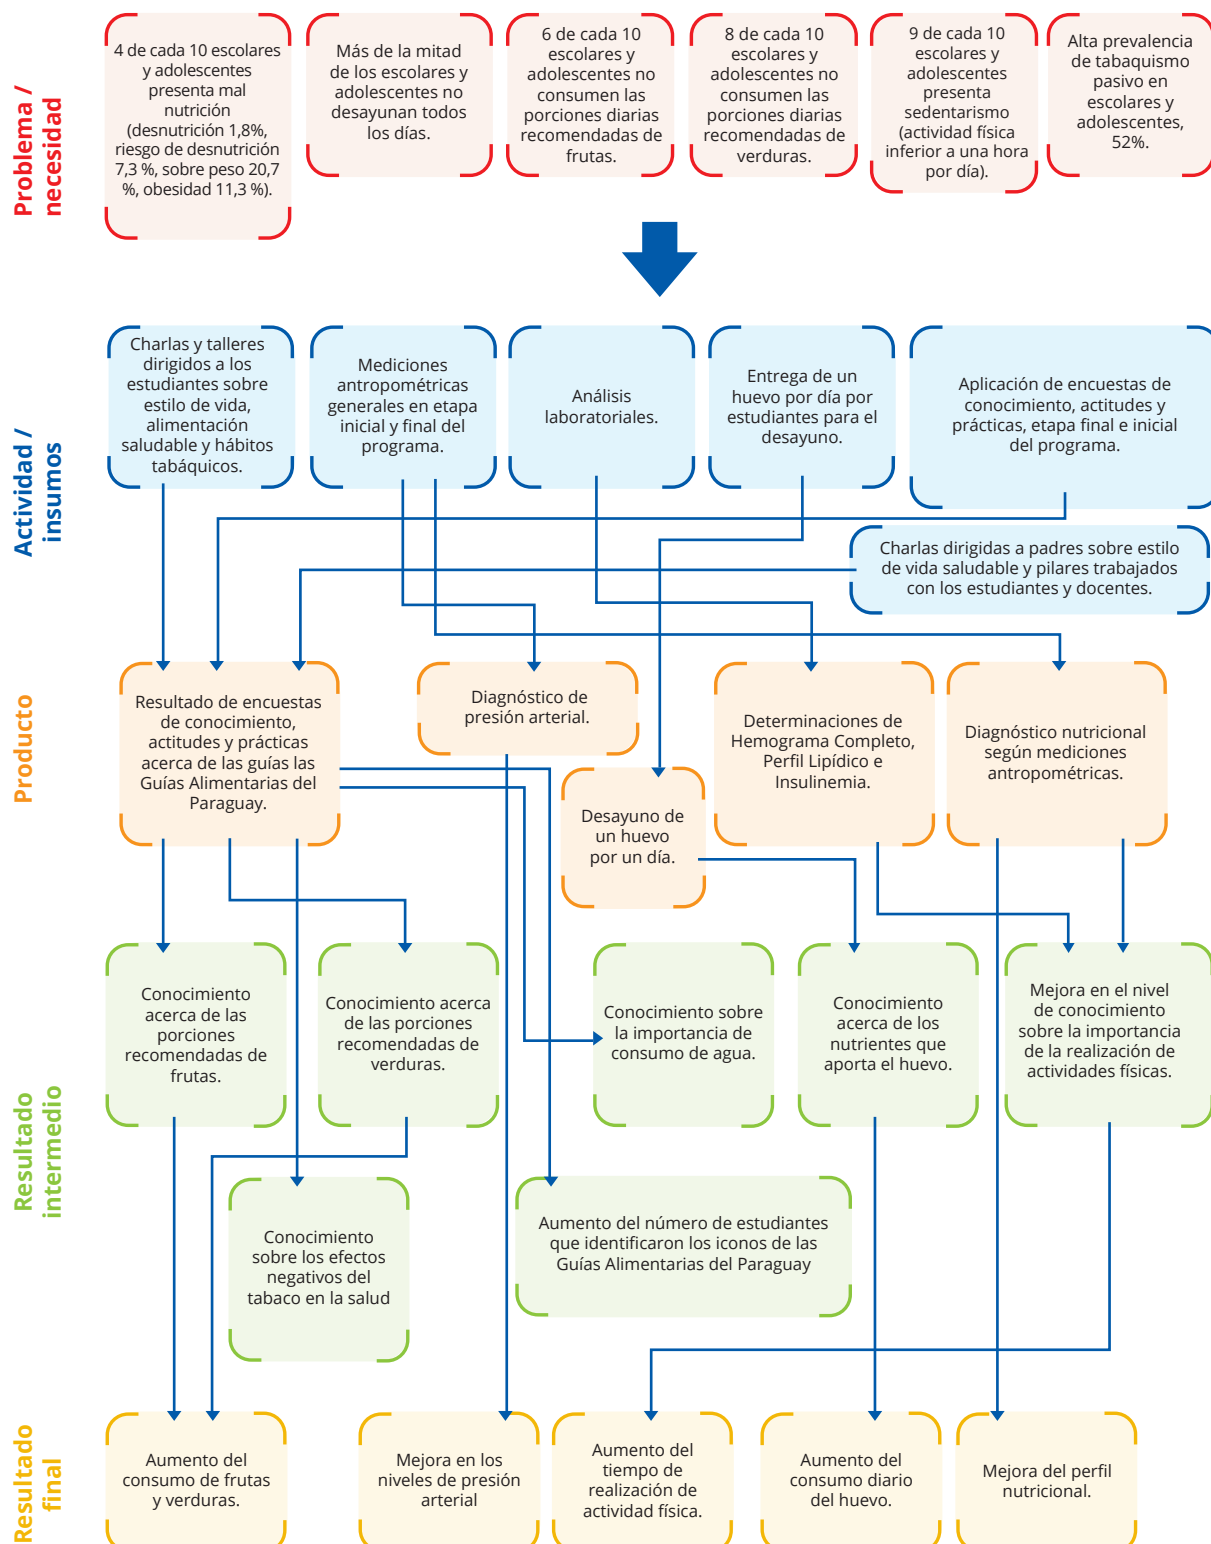 Problema /
necesidad
4 de cada 10 escolares
y adolescentes
presenta mal
nutrición
(desnutrición 1,8%,
riesgo de desnutrición
7,3 %, sobre peso 20,7
%, obesidad 11,3 %).
Más de la mitad
de los escolares y
adolescentes no
desayunan todos
los días.
6 de cada 10
escolares y
adolescentes no
consumen las
porciones diarias
recomendadas de
frutas.
8 de cada 10
escolares y
adolescentes no
consumen las
porciones diarias
recomendadas de
verduras.
9 de cada 10
escolares y
adolescentes
presenta
sedentarismo
(actividad física
inferior a una hora
por día).
Alta prevalencia
de tabaquismo
pasivo en
escolares y
adolescentes,
52%.
Actividad /
insumos
Charlas y talleres
dirigidos a los
estudiantes sobre
estilo de vida,
alimentación
saludable y hábitos
tabáquicos.
Mediciones
antropométricas
generales en etapa
inicial y final del
programa.
Análisis
laboratoriales.
Entrega de un
huevo por día por
estudiantes para el
desayuno.
Aplicación de encuestas de
conocimiento, actitudes y
prácticas, etapa final e inicial
del programa.
Charlas dirigidas a padres sobre estilo
de vida saludable y pilares trabajados
con los estudiantes y docentes.
Producto
Resultado de encuestas
de conocimiento,
actitudes y prácticas
acerca de las guías las
Guías Alimentarias del
Paraguay.
Diagnóstico de
presión arterial.
Desayuno de
un huevo
por un día.
Determinaciones de
Hemograma Completo,
Perfil Lipídico e
Insulinemia.
Diagnóstico nutricional
según mediciones
antropométricas.
Resultado
intermedio
Conocimiento
acerca de las
porciones
recomendadas de
frutas.
Conocimiento acerca
de las porciones
recomendadas de
verduras.
Conocimiento sobre
la importancia de
consumo de agua.
Conocimiento
acerca de los
nutrientes que
aporta el huevo.
Mejora en el nivel
de conocimiento
sobre la importancia
de la realización de
actividades físicas.
Conocimiento
sobre los efectos
negativos del
tabaco en la salud
Aumento del número de estudiantes
que identificaron los iconos de las
Guías Alimentarias del Paraguay
Resultado
final
Aumento del
consumo de frutas
y verduras.
Mejora en los
niveles de presión
arterial
Aumento del
tiempo de
realización de
actividad física.
Aumento del
consumo diario
del huevo.
Mejora del perfil
nutricional.